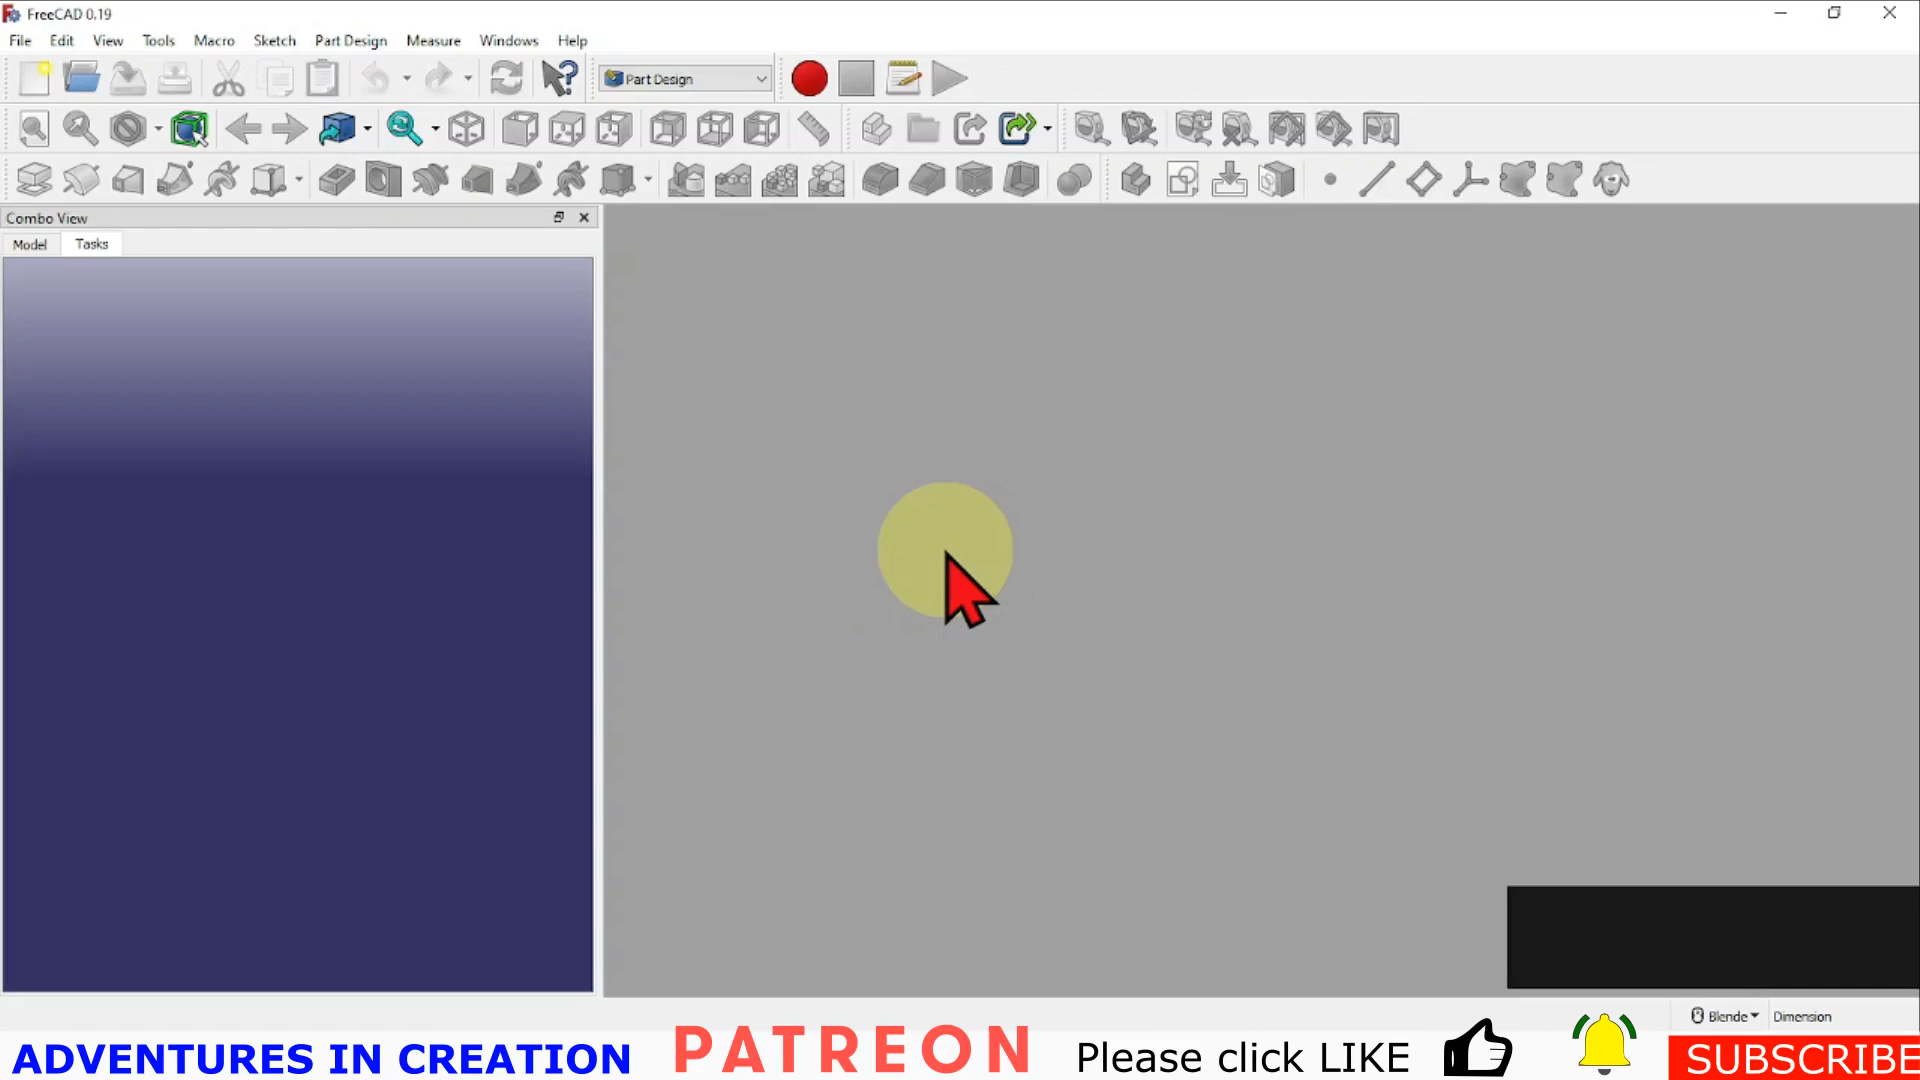 FreeCAD 0.19
File Edit View Tools Macro Sketch Part Design Measure Windows Help
Part Design
Combo View
Model Tasks
Blende Dimension
ADVENTURES IN CREATION PATREON Please click LIKE SUBSCRIBE